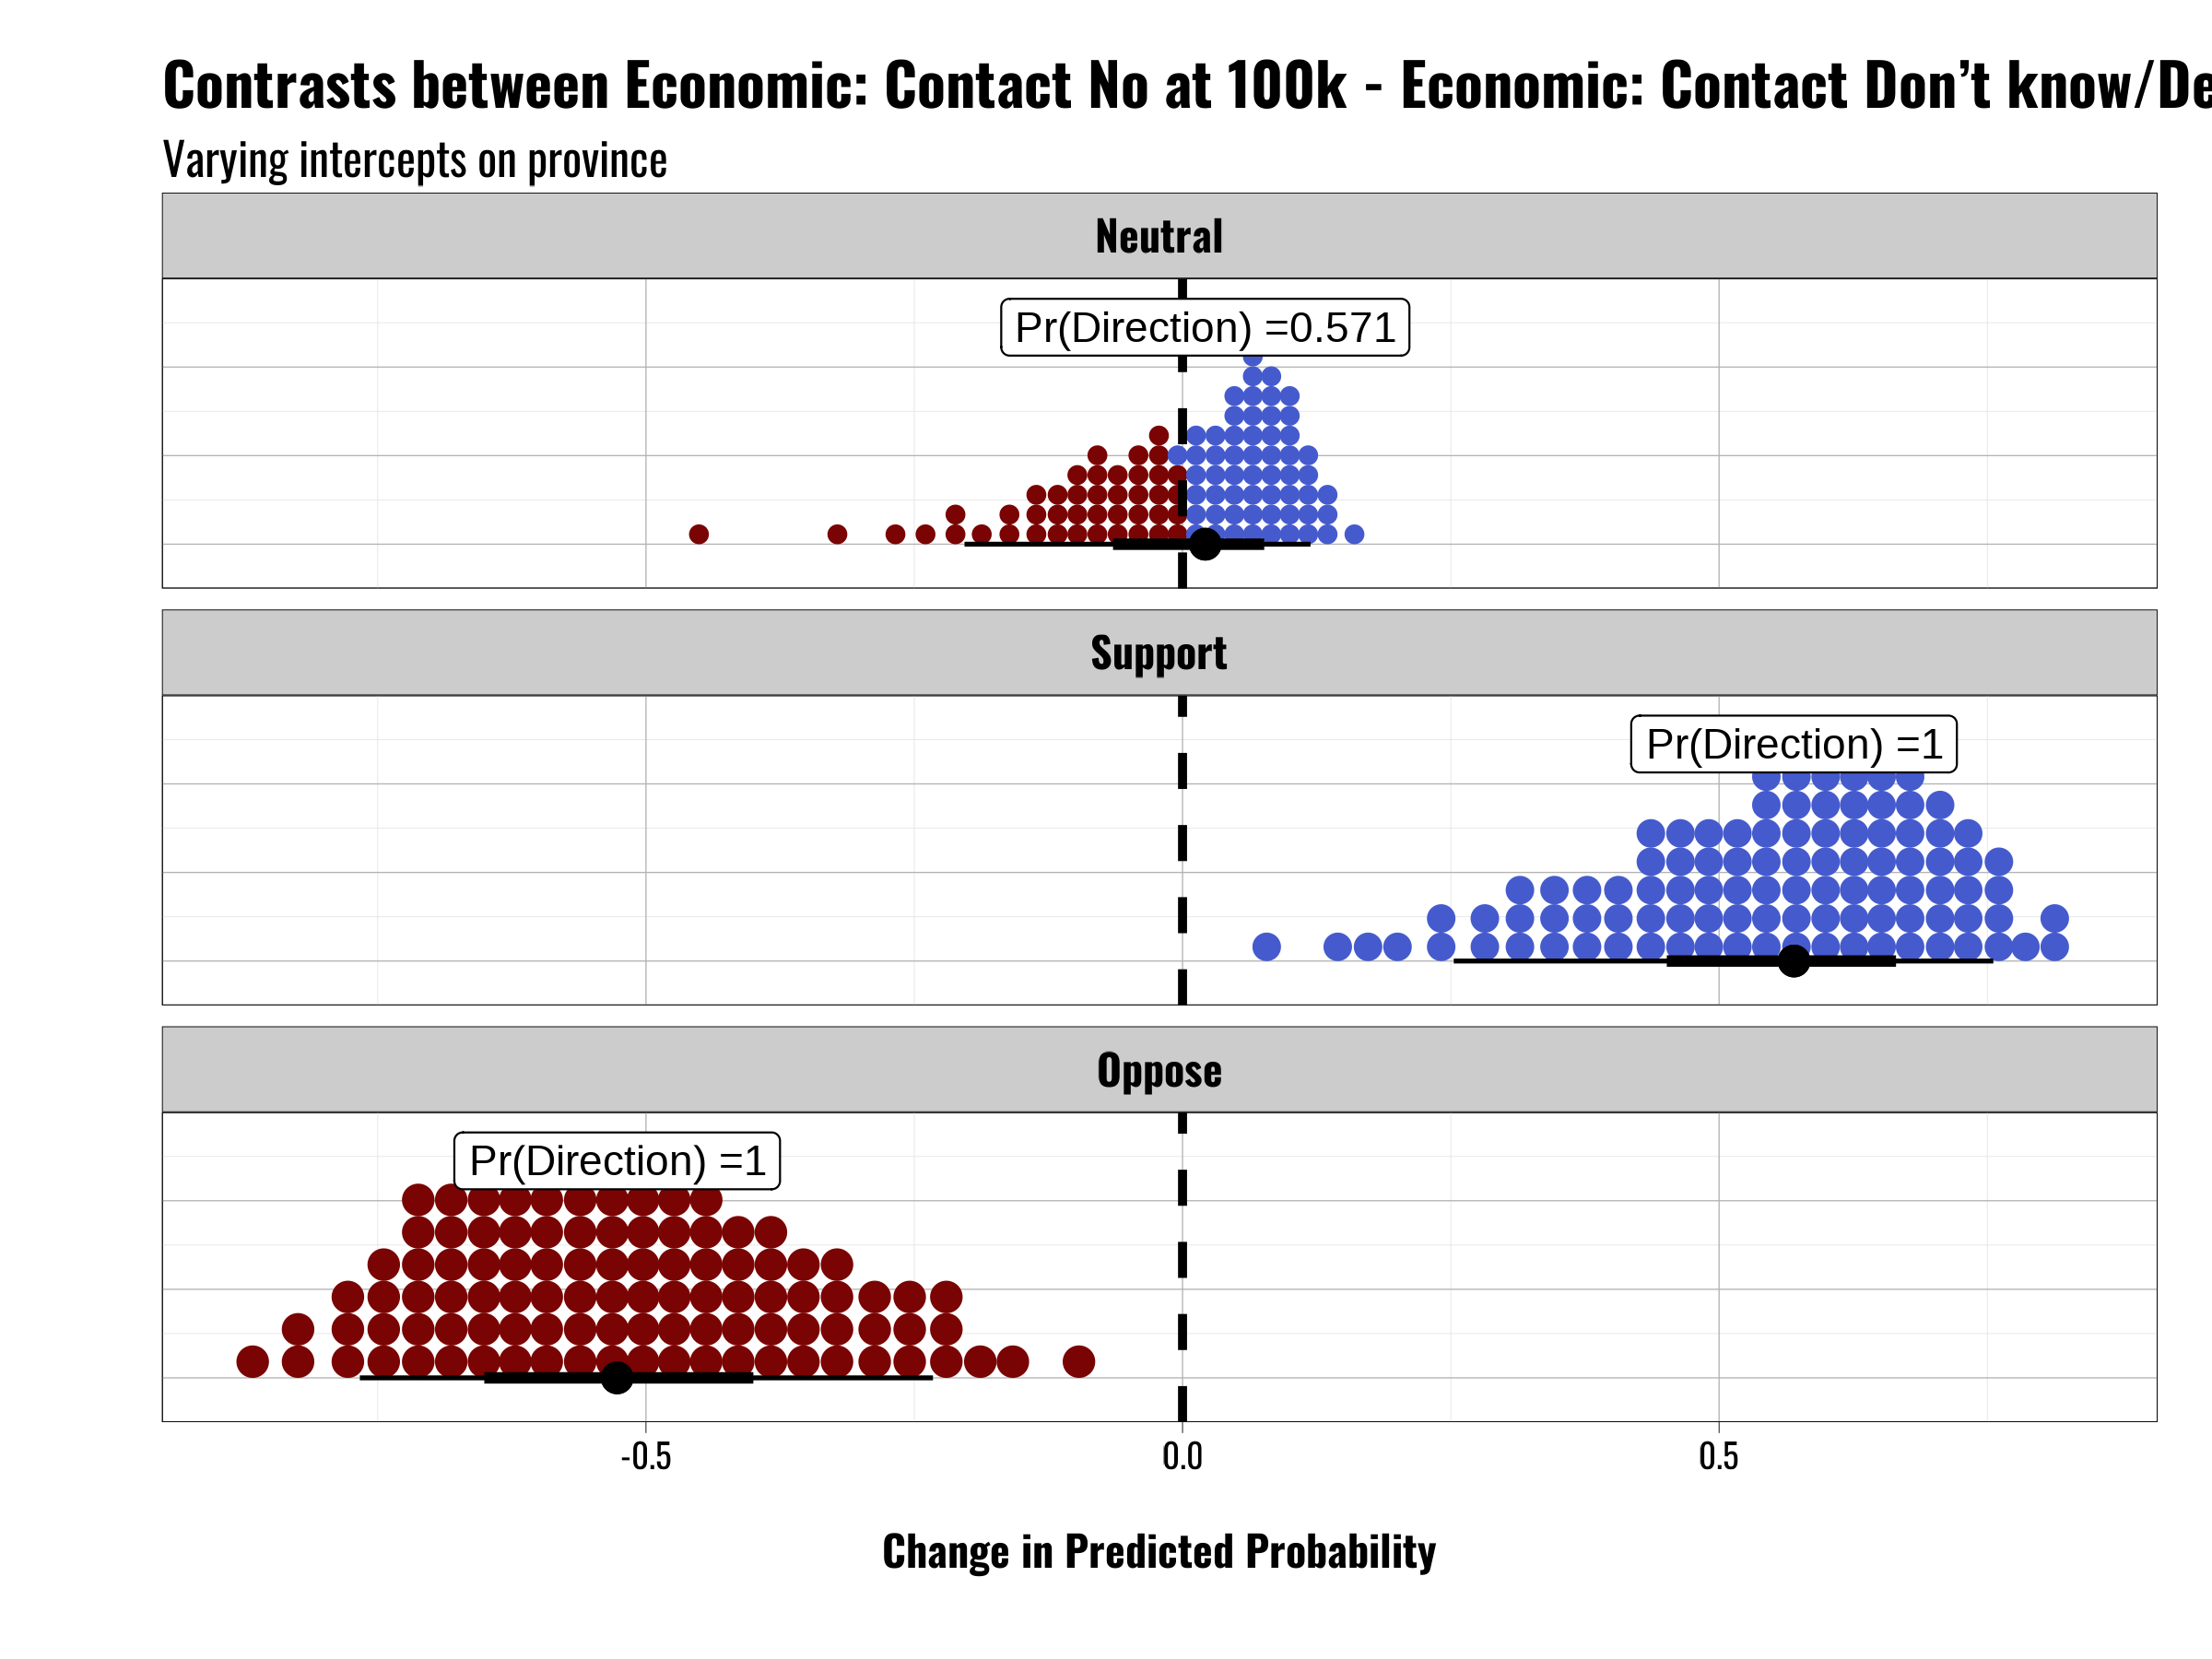 Contrasts between Economic: Contact No at 100k - Economic: Contact Don’t know/De
Varying intercepts on province
Neutral
Pr(Direction) =0.571
Support
Pr(Direction) =1
Oppose
Pr(Direction) =1
-0.5 0.0 0.5
Change in Predicted Probability